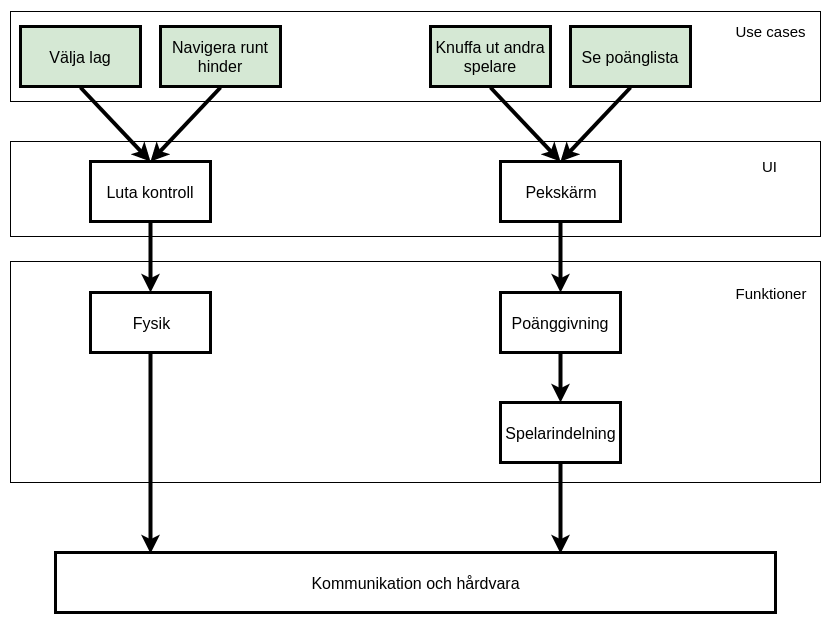 Use cases
Välja lag
Navigera runt
hinder
Knuffa ut andra
spelare
Se poänglista
UI
Luta kontroll
Pekskärm
Funktioner
Fysik
Poänggivning
Spelarindelning
Kommunikation och hårdvara